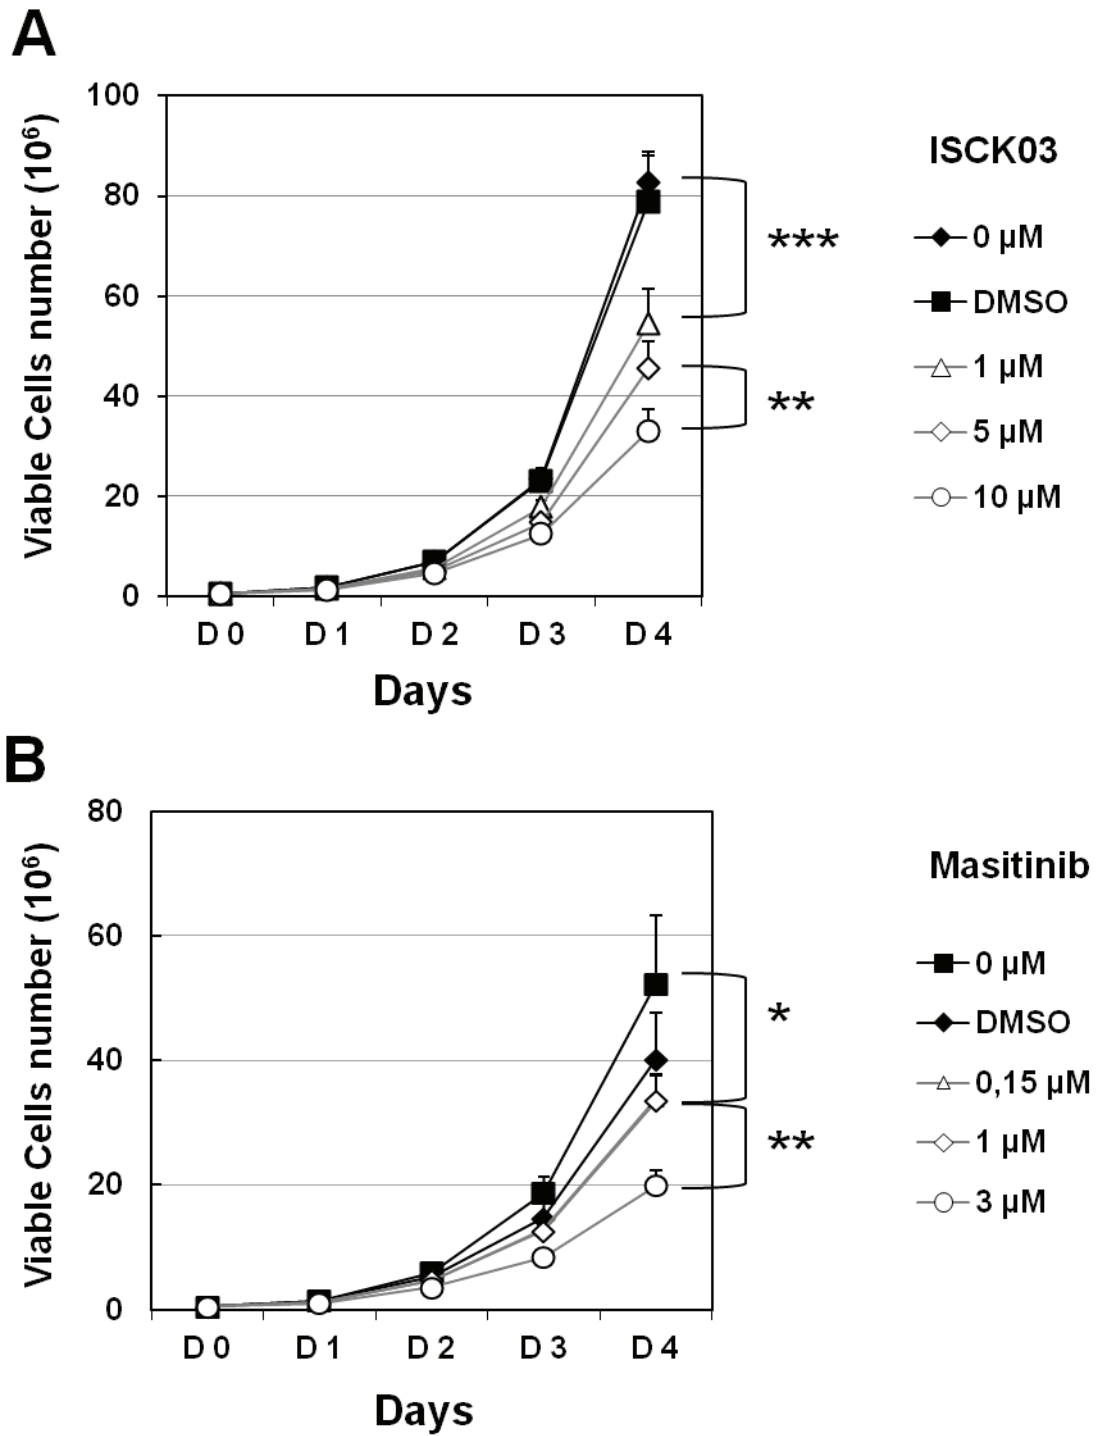 A
Viable Cells number (10⁶)
100
80
60
40
20
0
D 0 D 1 D 2 D 3 D 4
Days
***
**
ISCK03
0 µM
DMSO
1 µM
5 µM
10 µM
B
Viable Cells number (10⁶)
80
60
40
20
0
D 0 D 1 D 2 D 3 D 4
Days
*
**
Masitinib
0 µM
DMSO
0,15 µM
1 µM
3 µM